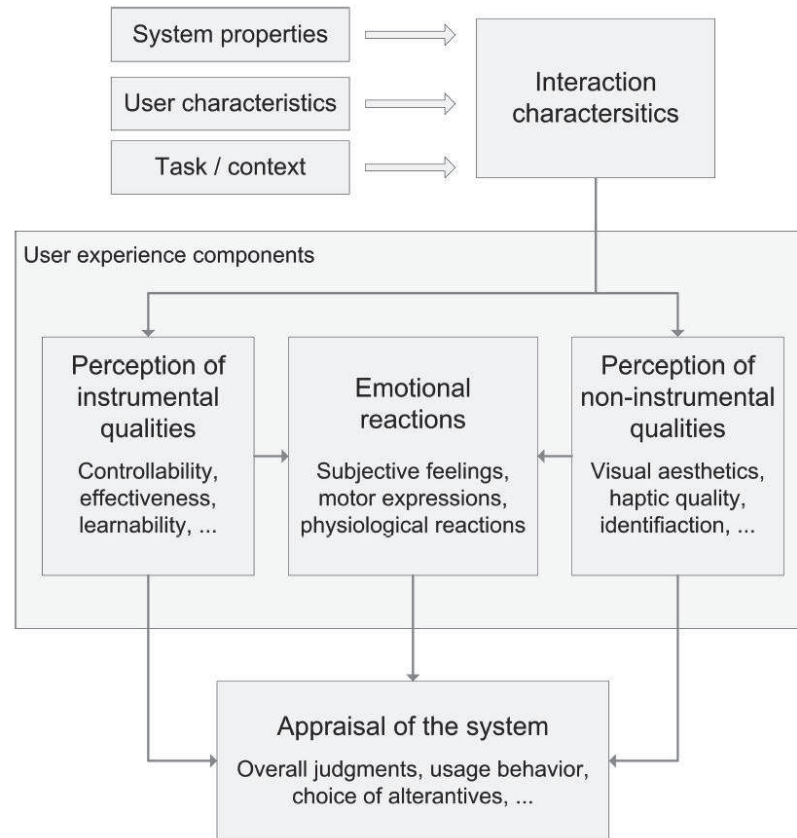 System properties
User characteristics
Task / context
Interaction
charactersitics
User experience components
Perception of
instrumental
qualities
Controllability,
effectiveness,
learnability, ...
Emotional
reactions
Subjective feelings,
motor expressions,
physiological reactions
Perception of
non-instrumental
qualities
Visual aesthetics,
haptic quality,
identifiaction, ...
Appraisal of the system
Overall judgments, usage behavior,
choice of alterantives, ...